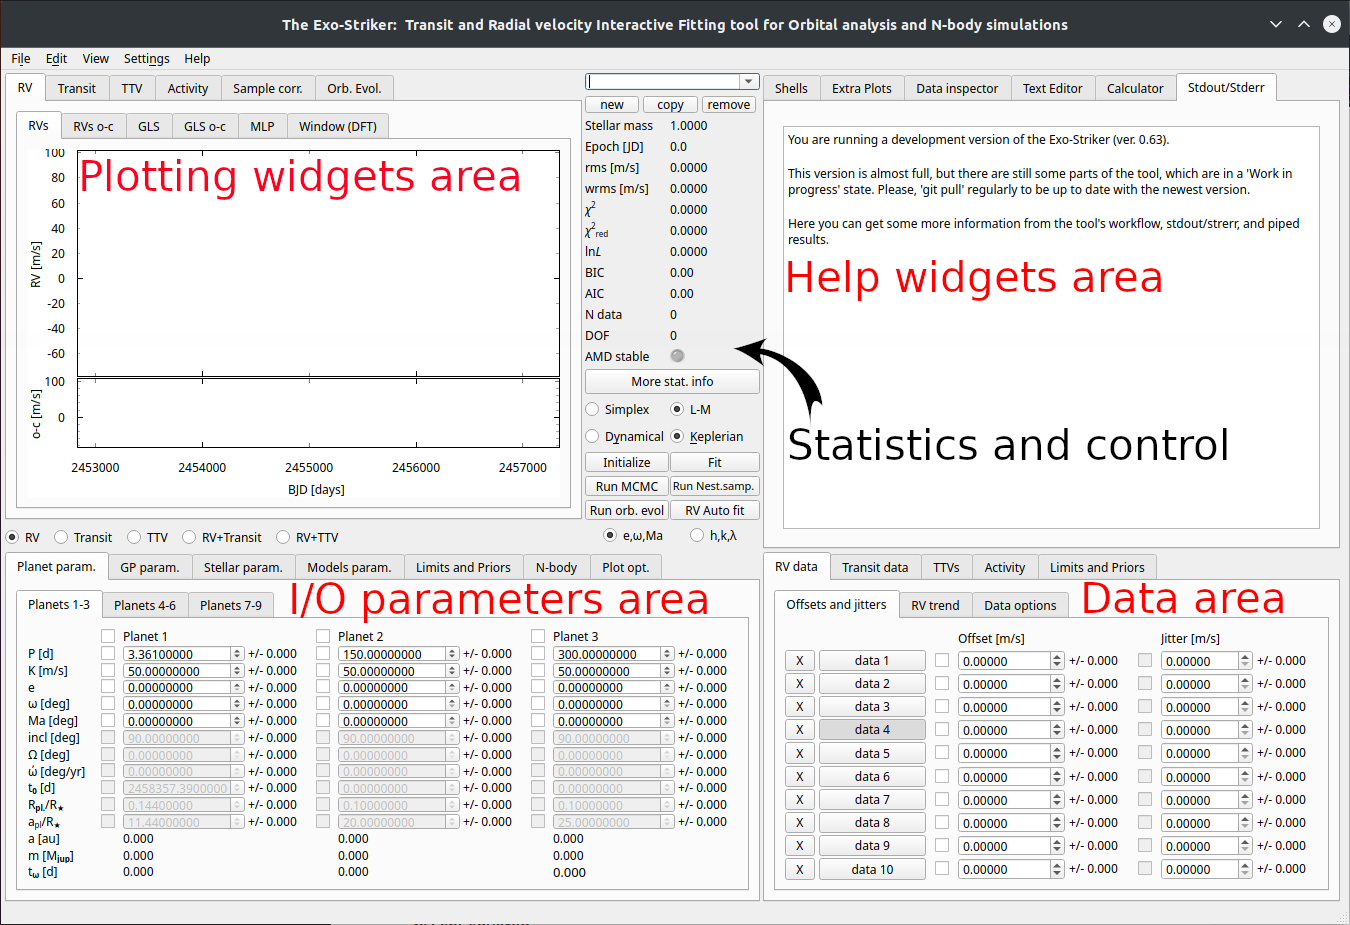 The Exo-Striker: Transit and Radial velocity Interactive Fitting tool for Orbital analysis and N-body simulations
File Edit View Settings Help
RV Transit TTV Activity Sample corr. Orb. Evol.
RVs RVs o-c GLS GLS o-c MLP Window (DFT)
Plotting widgets area
RV [m/s]
100
80
60
40
20
0
-20
-40
-60
o-c [m/s]
100
0
2453000 2454000 2455000 2456000 2457000
BJD [days]
new copy remove
Stellar mass 1.0000
Epoch [JD] 0.0
rms [m/s] 0.0000
wrms [m/s] 0.0000
χ² 0.0000
χ²red 0.0000
lnL 0.0000
BIC 0.00
AIC 0.00
N data 0
DOF 0
AMD stable
More stat. info
Simplex L-M
Dynamical Keplerian
Initialize Fit
Run MCMC Run Nest.samp.
Run orb. evol RV Auto fit
e,ω,Ma h,k,λ
Shells Extra Plots Data inspector Text Editor Calculator Stdout/Stderr
You are running a development version of the Exo-Striker (ver. 0.63).
This version is almost full, but there are still some parts of the tool, which are in a 'Work in
progress' state. Please, 'git pull' regularly to be up to date with the newest version.
Here you can get some more information from the tool's workflow, stdout/strerr, and piped
results.
Help widgets area
Statistics and control
RV Transit TTV RV+Transit RV+TTV
Planet param. GP param. Stellar param. Models param. Limits and Priors N-body Plot opt.
Planets 1-3 Planets 4-6 Planets 7-9
I/O parameters area
Planet 1 Planet 2 Planet 3
P [d] 3.36100000 +/- 0.000 150.00000000 +/- 0.000 300.00000000 +/- 0.000
K [m/s] 50.00000000 +/- 0.000 50.00000000 +/- 0.000 50.00000000 +/- 0.000
e 0.00000000 +/- 0.000 0.00000000 +/- 0.000 0.00000000 +/- 0.000
ω [deg] 0.00000000 +/- 0.000 0.00000000 +/- 0.000 0.00000000 +/- 0.000
Ma [deg] 0.00000000 +/- 0.000 0.00000000 +/- 0.000 0.00000000 +/- 0.000
incl [deg] 90.00000000 +/- 0.000 90.00000000 +/- 0.000 90.00000000 +/- 0.000
Ω [deg] 0.00000000 +/- 0.000 0.00000000 +/- 0.000 0.00000000 +/- 0.000
ώ [deg/yr] 0.00000000 +/- 0.000 0.00000000 +/- 0.000 0.00000000 +/- 0.000
t₀ [d] 2458357.3900000 +/- 0.000 0.00000000 +/- 0.000 0.00000000 +/- 0.000
Rpl/R★ 0.14400000 +/- 0.000 0.10000000 +/- 0.000 0.10000000 +/- 0.000
apl/R★ 11.44000000 +/- 0.000 20.00000000 +/- 0.000 25.00000000 +/- 0.000
a [au] 0.000 0.000 0.000
m [Mjup] 0.000 0.000 0.000
tω [d] 0.000 0.000 0.000
RV data Transit data TTVs Activity Limits and Priors
Offsets and jitters RV trend Data options
Data area
Offset [m/s] Jitter [m/s]
X data 1 0.00000 +/- 0.000 0.00000 +/- 0.000
X data 2 0.00000 +/- 0.000 0.00000 +/- 0.000
X data 3 0.00000 +/- 0.000 0.00000 +/- 0.000
X data 4 0.00000 +/- 0.000 0.00000 +/- 0.000
X data 5 0.00000 +/- 0.000 0.00000 +/- 0.000
X data 6 0.00000 +/- 0.000 0.00000 +/- 0.000
X data 7 0.00000 +/- 0.000 0.00000 +/- 0.000
X data 8 0.00000 +/- 0.000 0.00000 +/- 0.000
X data 9 0.00000 +/- 0.000 0.00000 +/- 0.000
X data 10 0.00000 +/- 0.000 0.00000 +/- 0.000